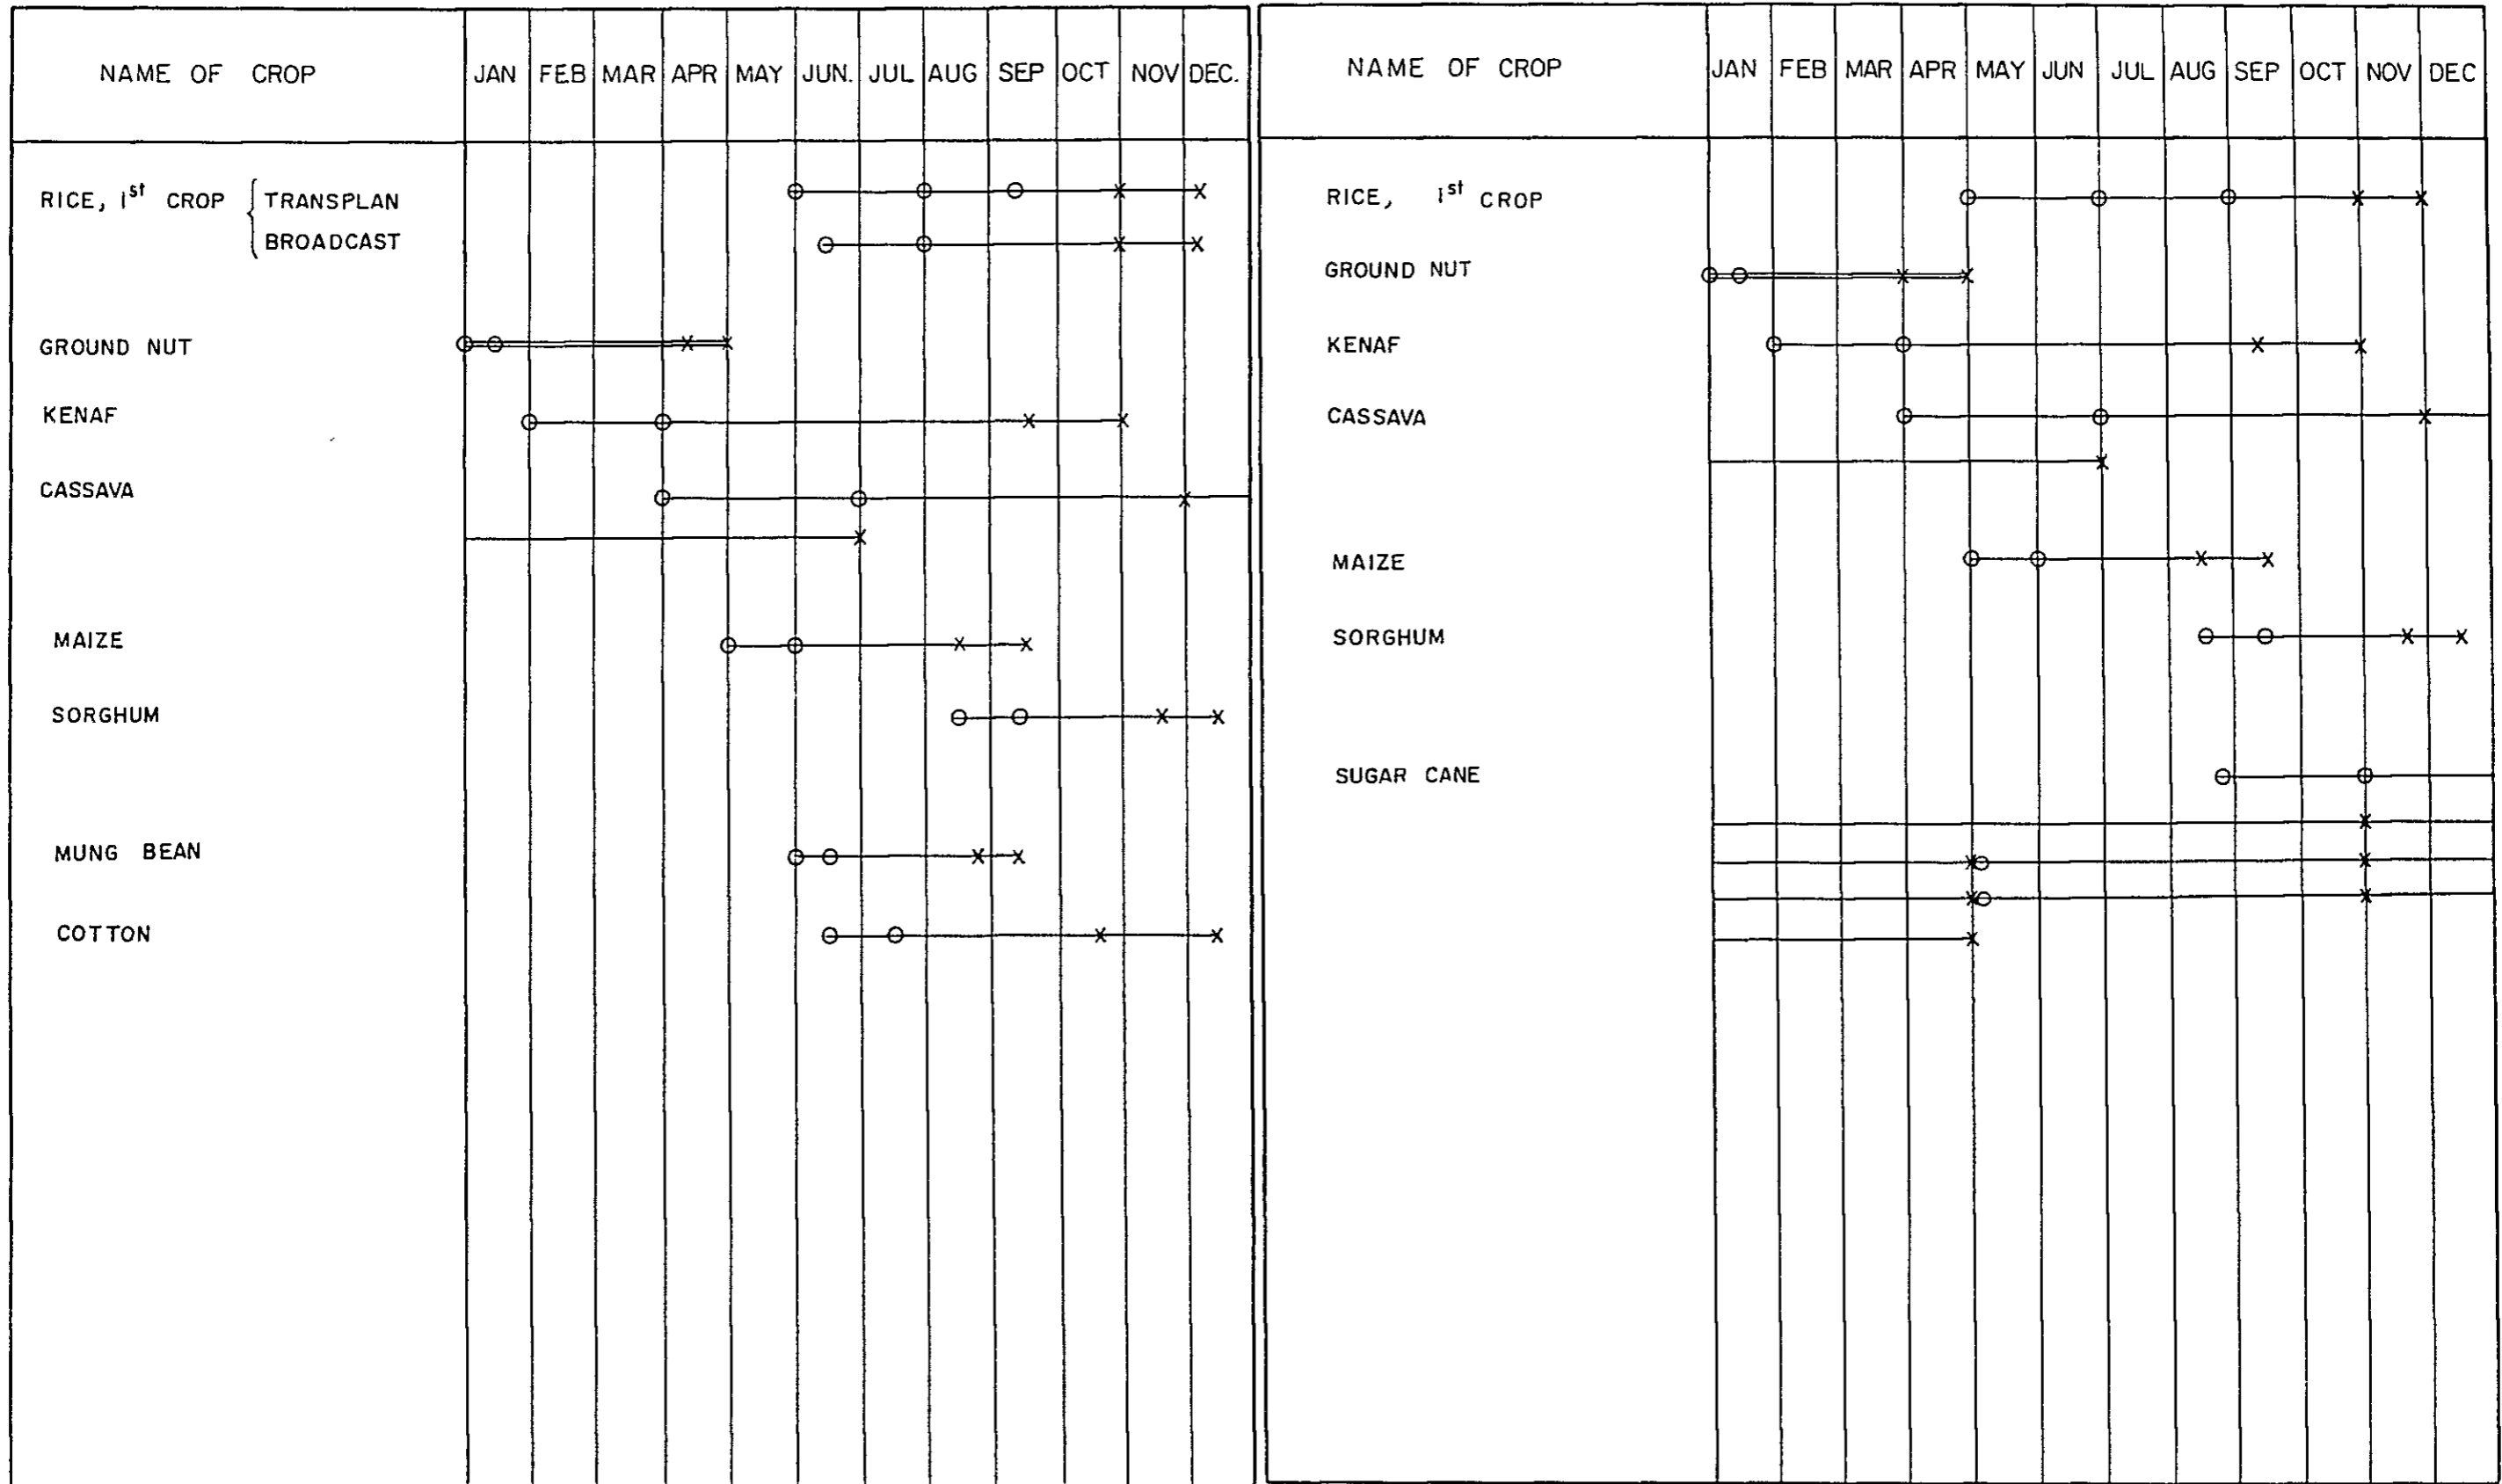 NAME OF CROP JAN FEB MAR APR MAY JUN. JUL AUG SEP OCT NOV DEC.
RICE, 1st CROP { TRANSPLAN
BROADCAST
GROUND NUT
KENAF
CASSAVA
MAIZE
SORGHUM
MUNG BEAN
COTTON
NAME OF CROP JAN FEB MAR APR MAY JUN JUL AUG SEP OCT NOV DEC
RICE, 1st CROP
GROUND NUT
KENAF
CASSAVA
MAIZE
SORGHUM
SUGAR CANE